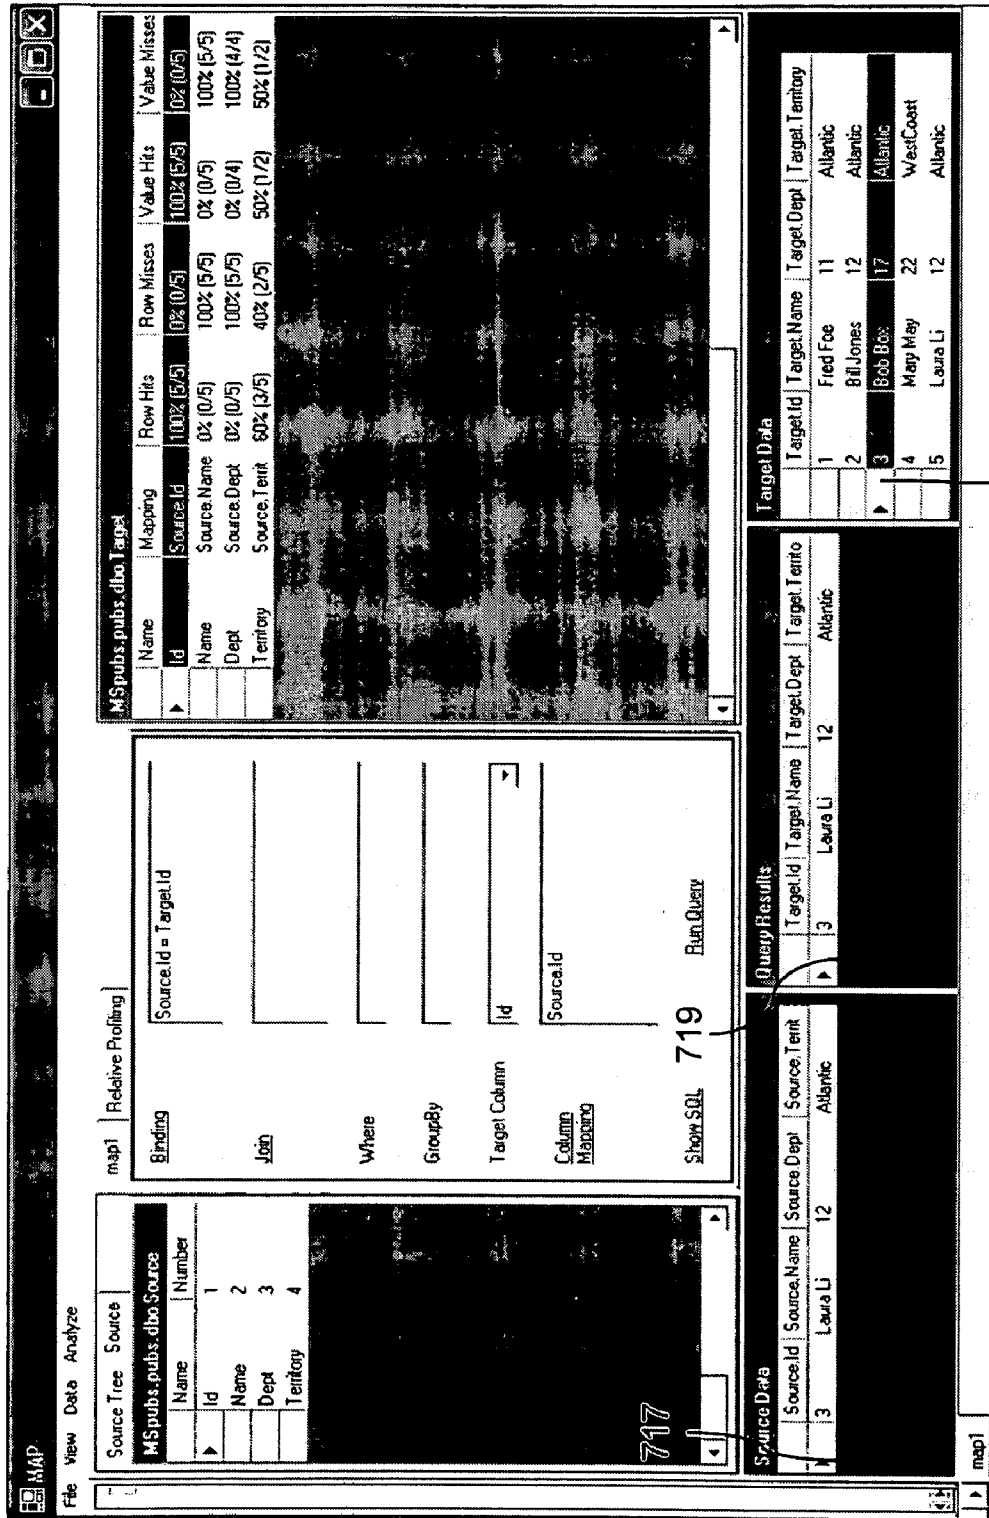 MAP
File View Data Analyze
Source Tree Source
MSpubs.pubs.dbo.Source
Name Number
Id 1
Name 2
Dept 3
Territory 4
717
map1 Relative Profiling
Binding Source.Id = Target.Id
Join
Where
GroupBy
Target Column Id
Column Mapping Source.Id
Show SQL 719 Run Query
MSpubs.pubs.dbo.Target
Name Mapping Row Hits Row Misses Value Hits Value Misses
Id Source.Id 100% (5/5) 0% (0/5) 100% (5/5) 0% (0/5)
Name Source.Name 0% (0/5) 100% (5/5) 0% (0/5) 100% (5/5)
Dept Source.Dept 0% (0/5) 100% (5/5) 0% (0/4) 100% (4/4)
Territory Source.Territ 60% (3/5) 40% (2/5) 50% (1/2) 50% (1/2)
Source Data
Source.Id Source.Name Source.Dept Source.Territ
3 Laura Li 12 Atlantic
Query Results
Target.Id Target.Name Target.Dept Target.Territo
3 Laura Li 12 Atlantic
Target Data
Target.Id Target.Name Target.Dept Target.Territory
1 Fred Foe 11 Atlantic
2 Bill Jones 12 Atlantic
3 Bob Box 17 Atlantic
4 Mary May 22 WestCoast
5 Laura Li 12 Atlantic
map1